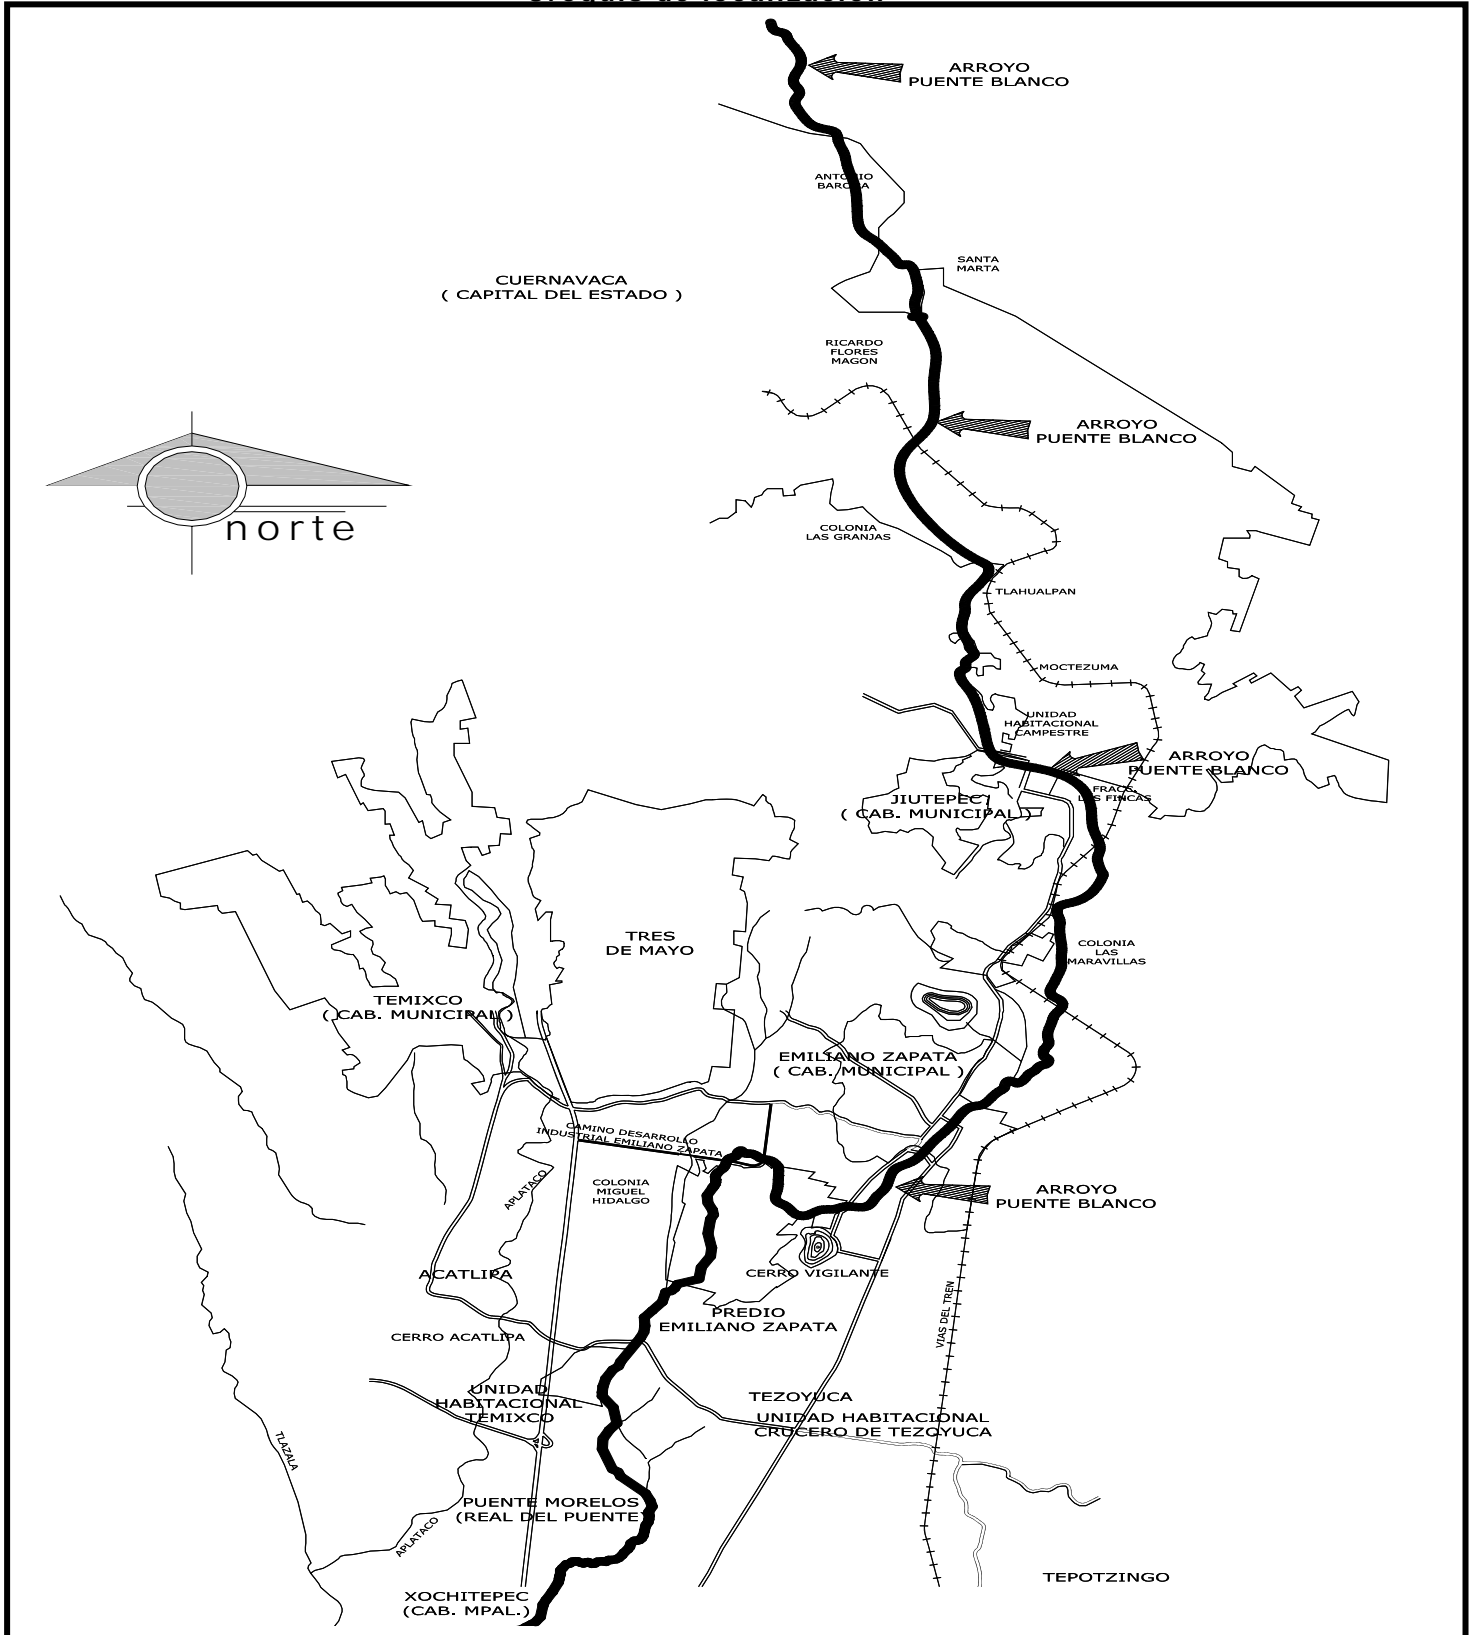 croquis de localización
ARROYO
PUENTE BLANCO
ANTONIO
BARONA
SANTA
MARTA
CUERNAVACA
( CAPITAL DEL ESTADO )
RICARDO
FLORES
MAGON
ARROYO
PUENTE BLANCO
norte
COLONIA
LAS GRANJAS
TLAHUALPAN
MOCTEZUMA
UNIDAD
HABITACIONAL
CAMPESTRE
ARROYO
PUENTE BLANCO
FRACC.
LAS FINCAS
JIUTEPEC
( CAB. MUNICIPAL )
TRES
DE MAYO
COLONIA
LAS
MARAVILLAS
TEMIXCO
( CAB. MUNICIPAL )
EMILIANO ZAPATA
( CAB. MUNICIPAL )
CAMINO DESARROLLO
INDUSTRIAL EMILIANO ZAPATA
COLONIA
MIGUEL
HIDALGO
APLATACO
ARROYO
PUENTE BLANCO
ACATLIPA
CERRO VIGILANTE
PREDIO
EMILIANO ZAPATA
VIAS DEL TREN
CERRO ACATLIPA
UNIDAD
HABITACIONAL
TEMIXCO
TEZOYUCA
UNIDAD HABITACIONAL
CRUCERO DE TEZOYUCA
TLAZALA
PUENTE MORELOS
(REAL DEL PUENTE)
APLATACO
TEPOTZINGO
XOCHITEPEC
(CAB. MPAL.)